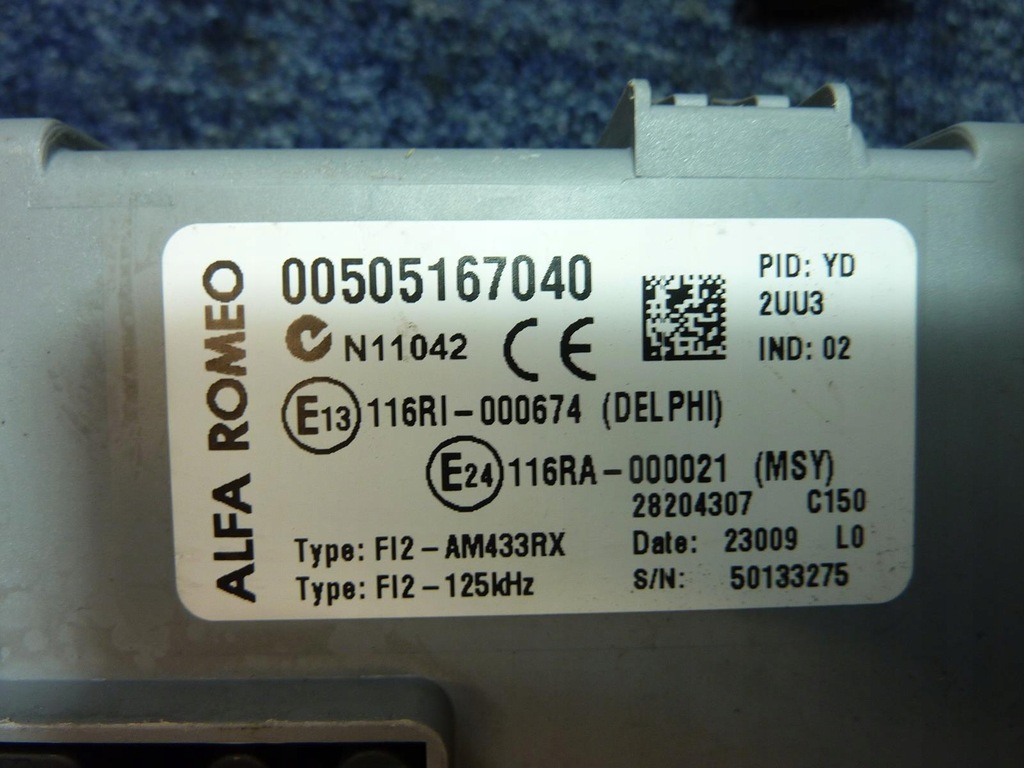 ALFA ROMEO
00505167040
PID: YD
2UU3
N11042
CE
IND: 02
E13 116RI-000674 (DELPHI)
E24 116RA-000021 (MSY)
28204307 C150
Type: FI2-AM433RX
Date: 23009 L0
Type: FI2-125kHz
S/N: 50133275